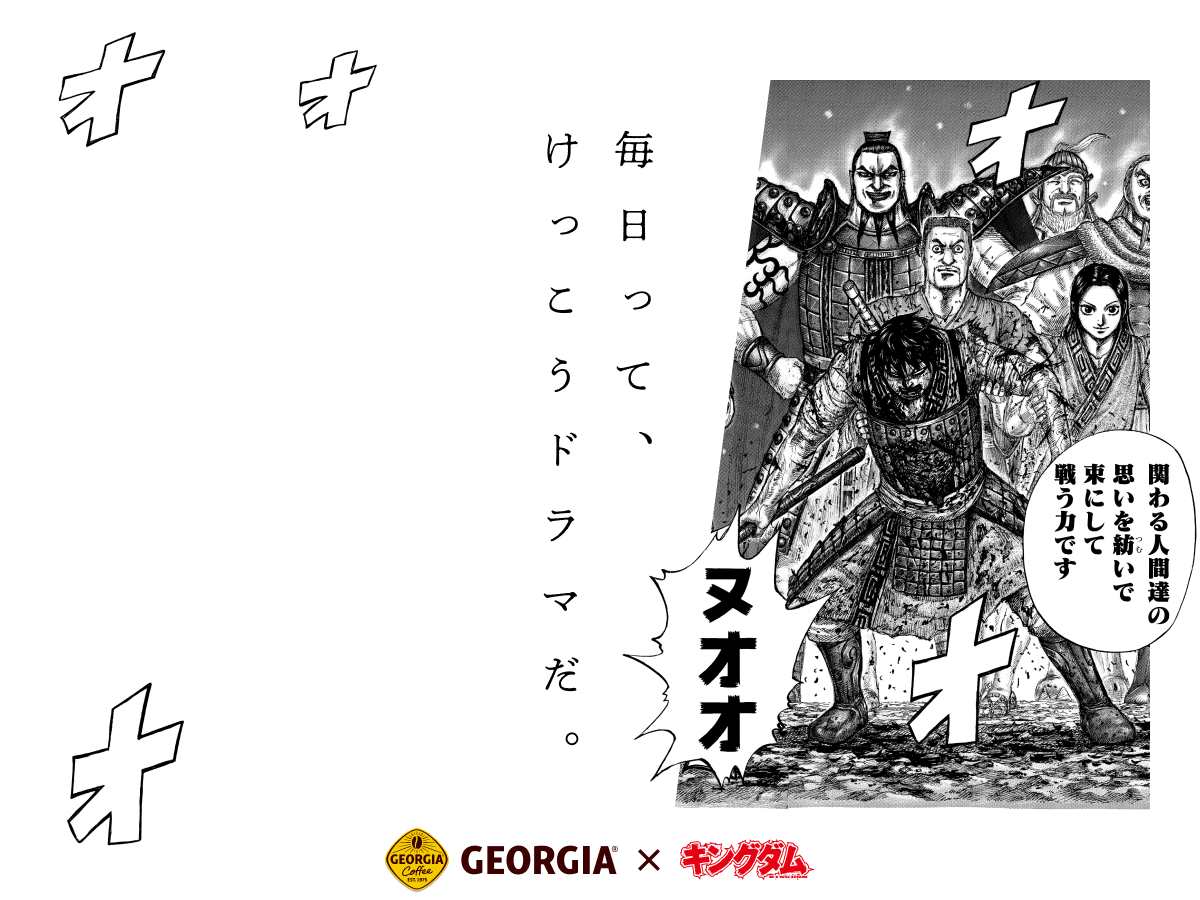 オ
関わる人間達の
思いを紡いで
つむ
束にして
戦う力です
オ
ヌオオ
毎日って、
けっこうドラマだ。
オ
オ
オ
GEORGIA
Coffee
EST. 1975
GEORGIA® × キングダム